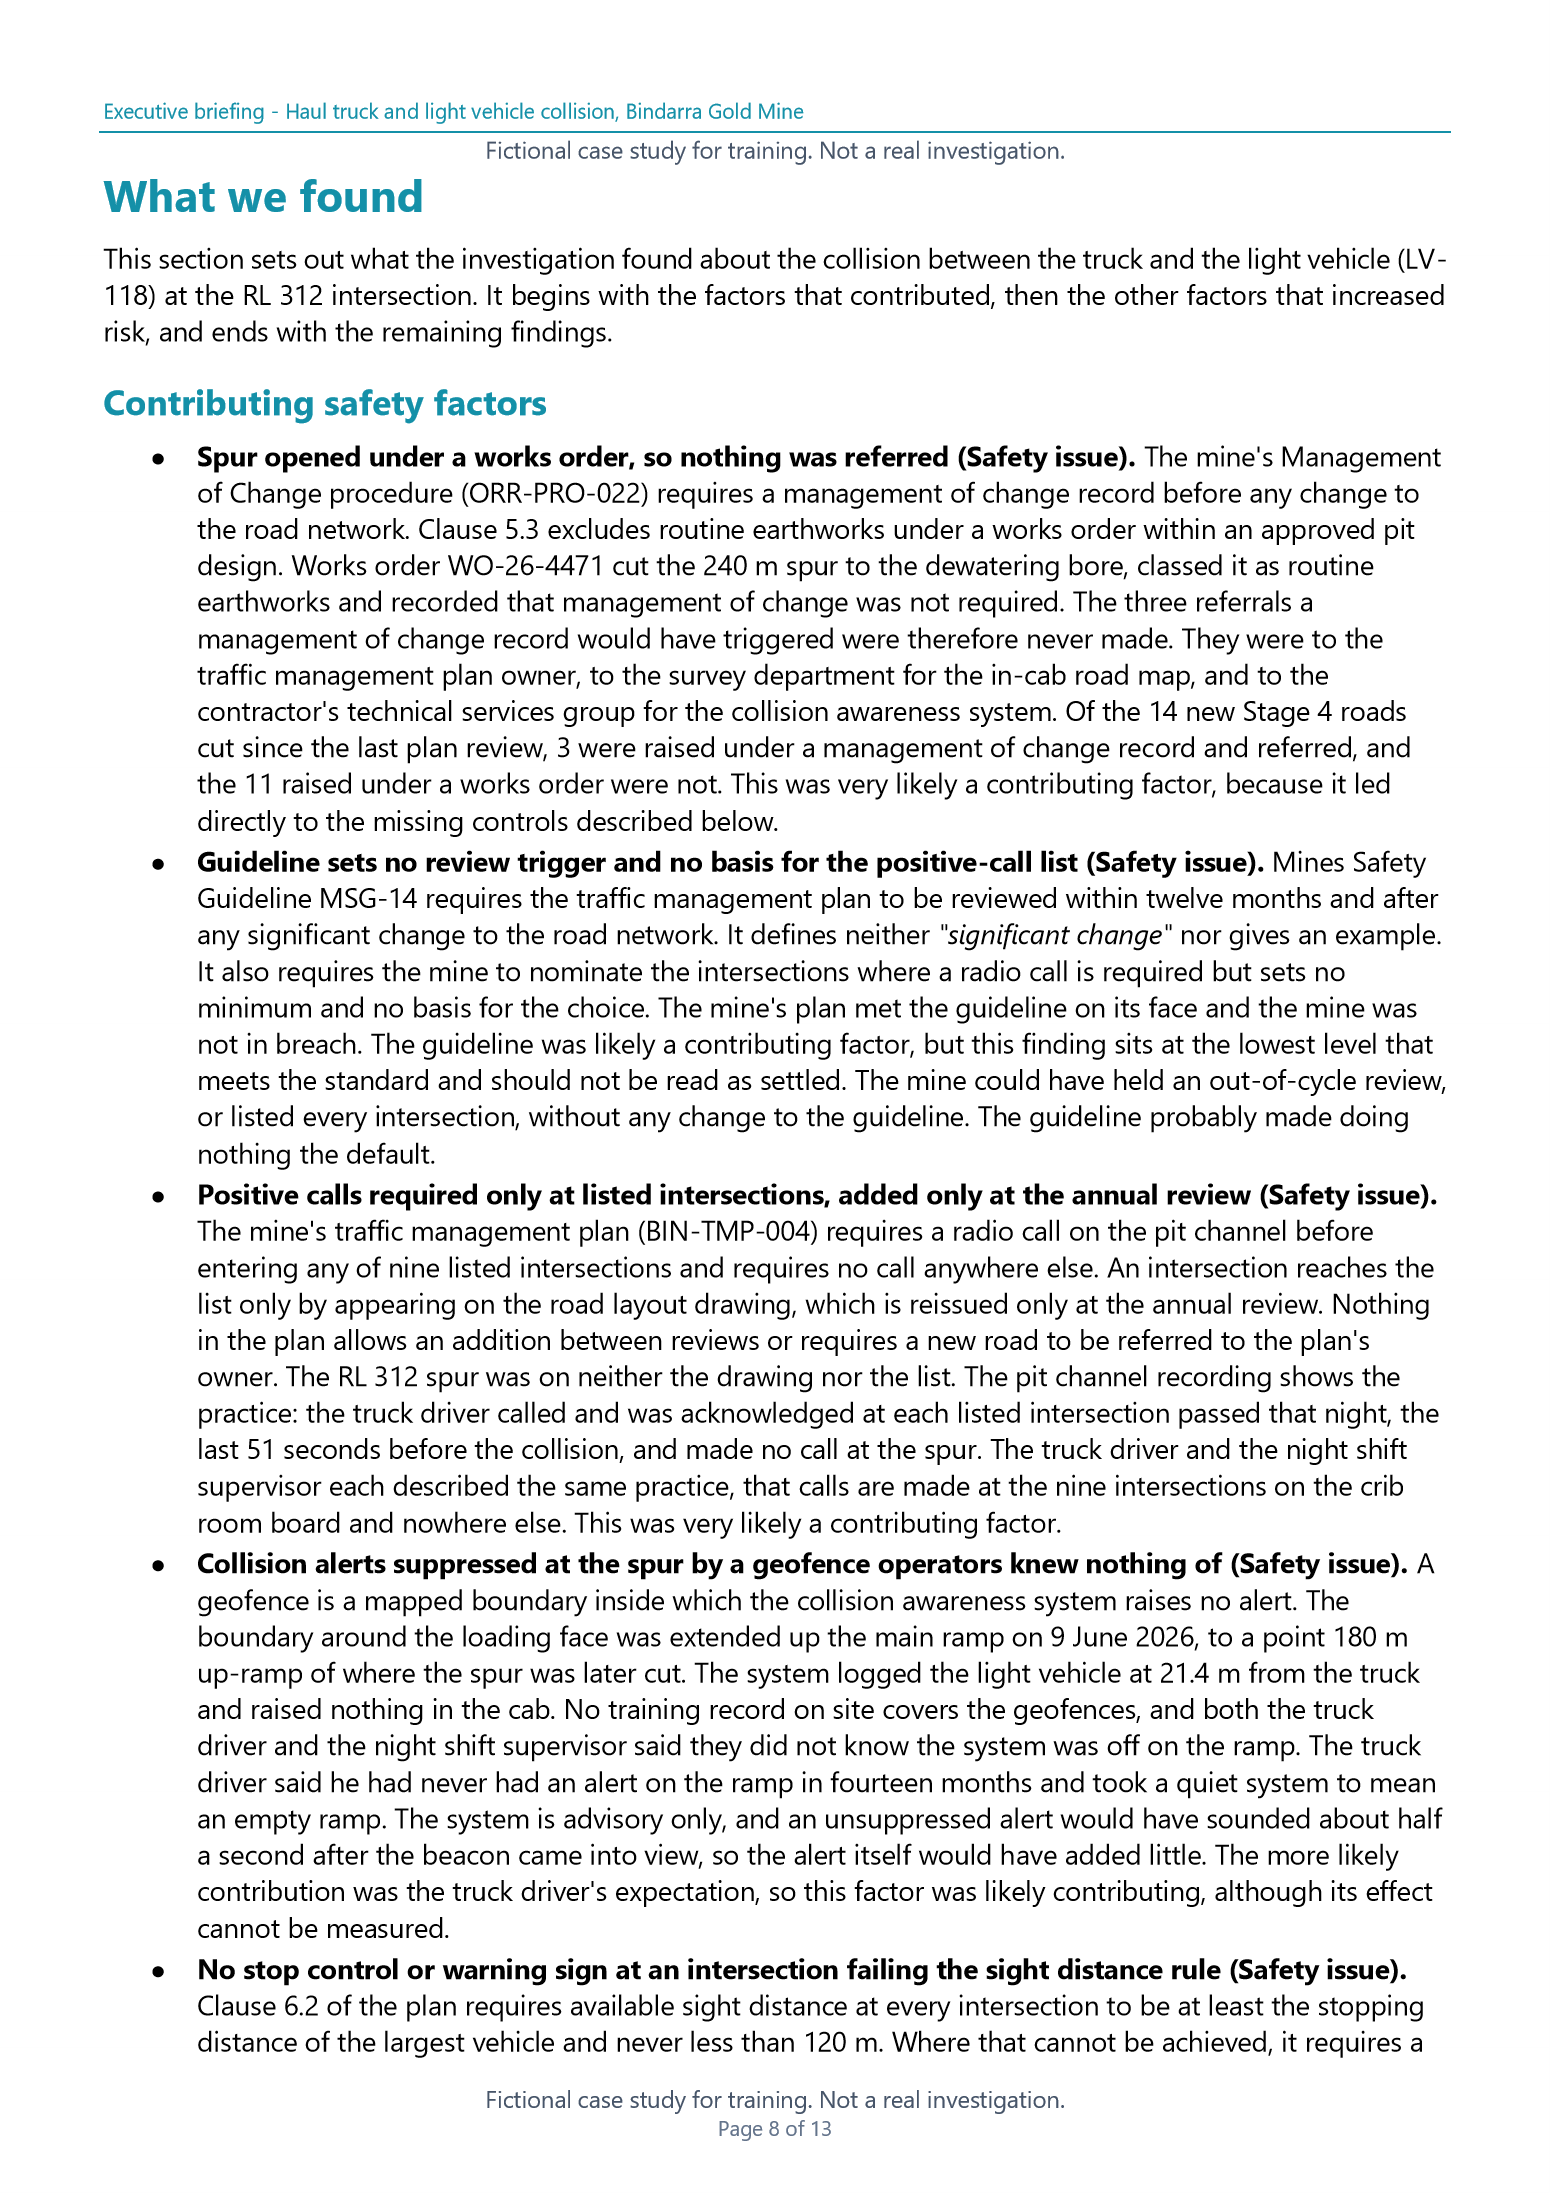 Executive briefing - Haul truck and light vehicle collision, Bindarra Gold Mine
Fictional case study for training. Not a real investigation.
What we found
This section sets out what the investigation found about the collision between the truck and the light vehicle (LV-
118) at the RL 312 intersection. It begins with the factors that contributed, then the other factors that increased
risk, and ends with the remaining findings.
Contributing safety factors
● Spur opened under a works order, so nothing was referred (Safety issue). The mine's Management
of Change procedure (ORR-PRO-022) requires a management of change record before any change to
the road network. Clause 5.3 excludes routine earthworks under a works order within an approved pit
design. Works order WO-26-4471 cut the 240 m spur to the dewatering bore, classed it as routine
earthworks and recorded that management of change was not required. The three referrals a
management of change record would have triggered were therefore never made. They were to the
traffic management plan owner, to the survey department for the in-cab road map, and to the
contractor's technical services group for the collision awareness system. Of the 14 new Stage 4 roads
cut since the last plan review, 3 were raised under a management of change record and referred, and
the 11 raised under a works order were not. This was very likely a contributing factor, because it led
directly to the missing controls described below.
● Guideline sets no review trigger and no basis for the positive-call list (Safety issue). Mines Safety
Guideline MSG-14 requires the traffic management plan to be reviewed within twelve months and after
any significant change to the road network. It defines neither "significant change" nor gives an example.
It also requires the mine to nominate the intersections where a radio call is required but sets no
minimum and no basis for the choice. The mine's plan met the guideline on its face and the mine was
not in breach. The guideline was likely a contributing factor, but this finding sits at the lowest level that
meets the standard and should not be read as settled. The mine could have held an out-of-cycle review,
or listed every intersection, without any change to the guideline. The guideline probably made doing
nothing the default.
● Positive calls required only at listed intersections, added only at the annual review (Safety issue).
The mine's traffic management plan (BIN-TMP-004) requires a radio call on the pit channel before
entering any of nine listed intersections and requires no call anywhere else. An intersection reaches the
list only by appearing on the road layout drawing, which is reissued only at the annual review. Nothing
in the plan allows an addition between reviews or requires a new road to be referred to the plan's
owner. The RL 312 spur was on neither the drawing nor the list. The pit channel recording shows the
practice: the truck driver called and was acknowledged at each listed intersection passed that night, the
last 51 seconds before the collision, and made no call at the spur. The truck driver and the night shift
supervisor each described the same practice, that calls are made at the nine intersections on the crib
room board and nowhere else. This was very likely a contributing factor.
● Collision alerts suppressed at the spur by a geofence operators knew nothing of (Safety issue). A
geofence is a mapped boundary inside which the collision awareness system raises no alert. The
boundary around the loading face was extended up the main ramp on 9 June 2026, to a point 180 m
up-ramp of where the spur was later cut. The system logged the light vehicle at 21.4 m from the truck
and raised nothing in the cab. No training record on site covers the geofences, and both the truck
driver and the night shift supervisor said they did not know the system was off on the ramp. The truck
driver said he had never had an alert on the ramp in fourteen months and took a quiet system to mean
an empty ramp. The system is advisory only, and an unsuppressed alert would have sounded about half
a second after the beacon came into view, so the alert itself would have added little. The more likely
contribution was the truck driver's expectation, so this factor was likely contributing, although its effect
cannot be measured.
● No stop control or warning sign at an intersection failing the sight distance rule (Safety issue).
Clause 6.2 of the plan requires available sight distance at every intersection to be at least the stopping
distance of the largest vehicle and never less than 120 m. Where that cannot be achieved, it requires a
Fictional case study for training. Not a real investigation.
Page 8 of 13